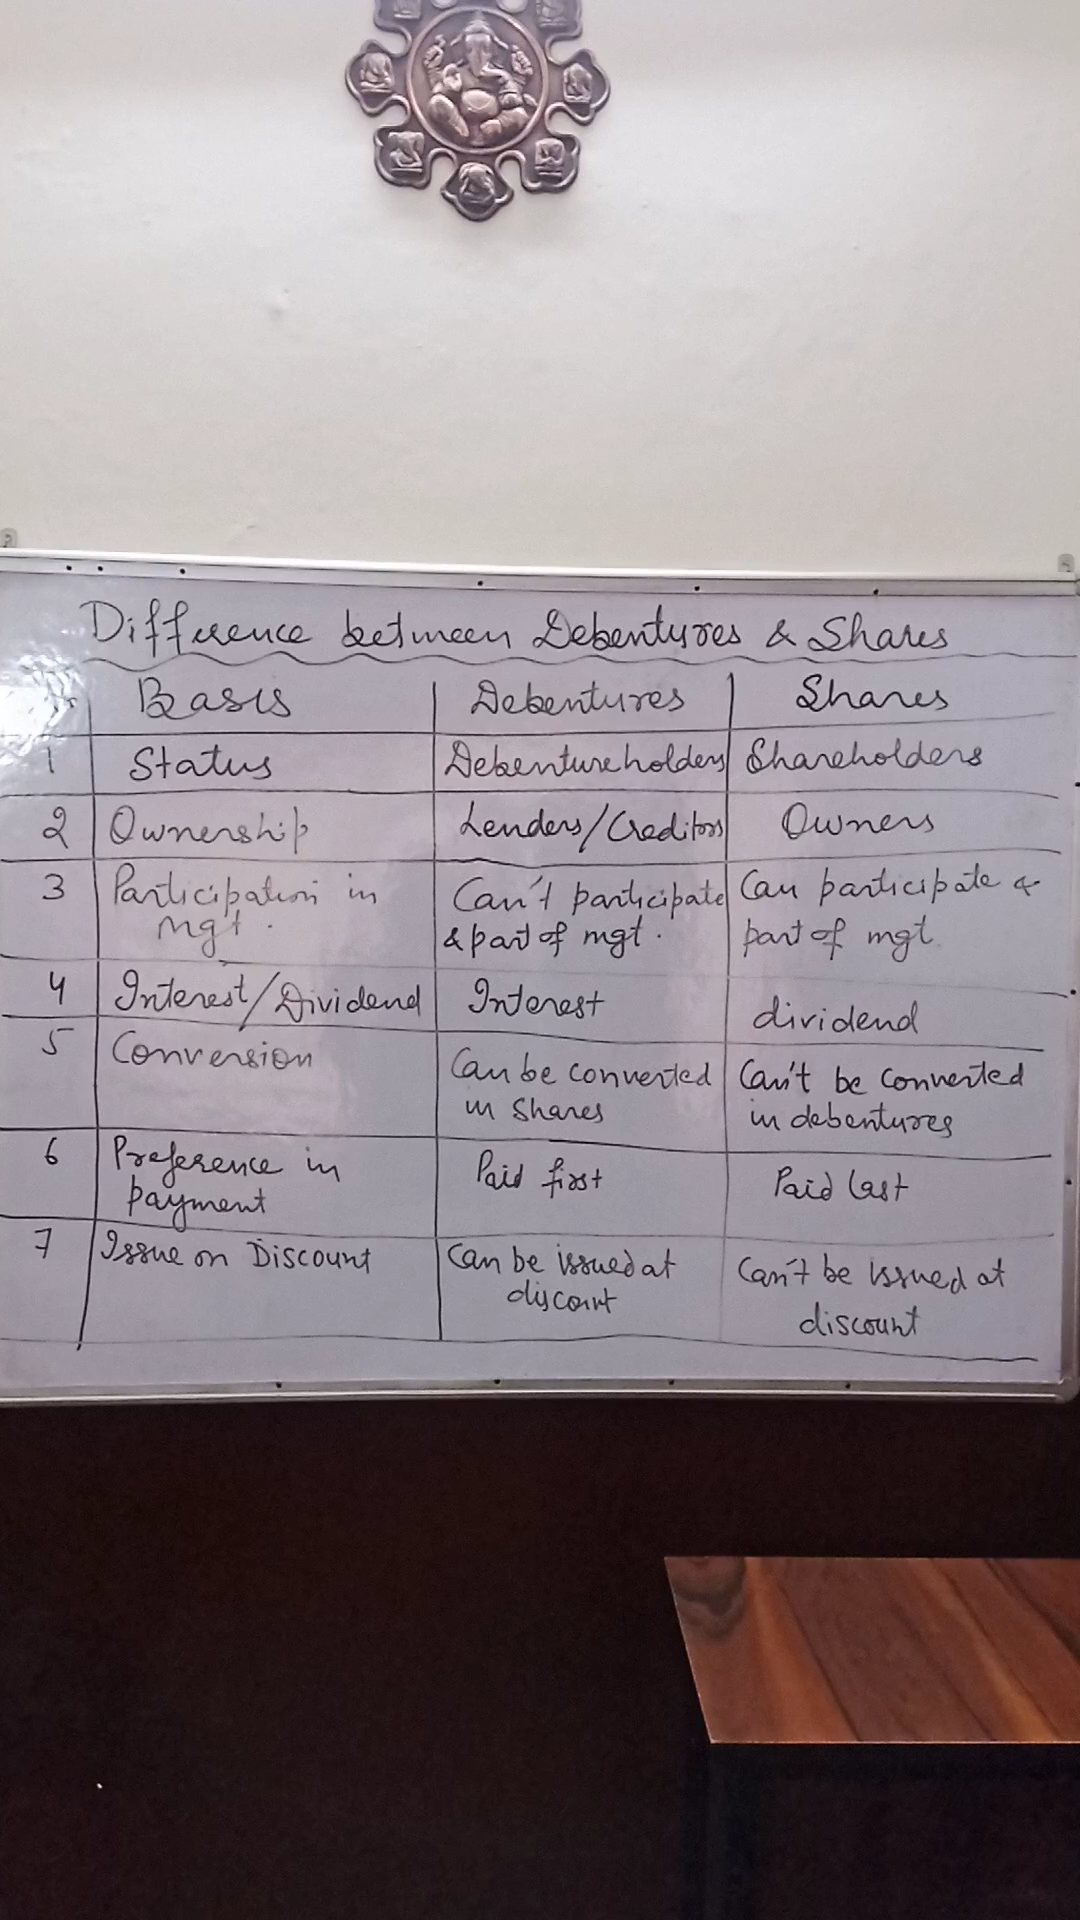 Difference between Debentures & Shares
Basis Debentures Shares
1 Status Debentureholders Shareholders
2 Ownership Lenders/Creditors Owners
3 Participation in Can't participate Can participate &
mgt. & part of mgt. part of mgt.
4 Interest/Dividend Interest dividend
5 Conversion Can be converted Can't be converted
in shares in debentures
6 Preference in Paid first Paid last
payment
7 Issue on Discount Can be issued at Can't be issued at
discount discount